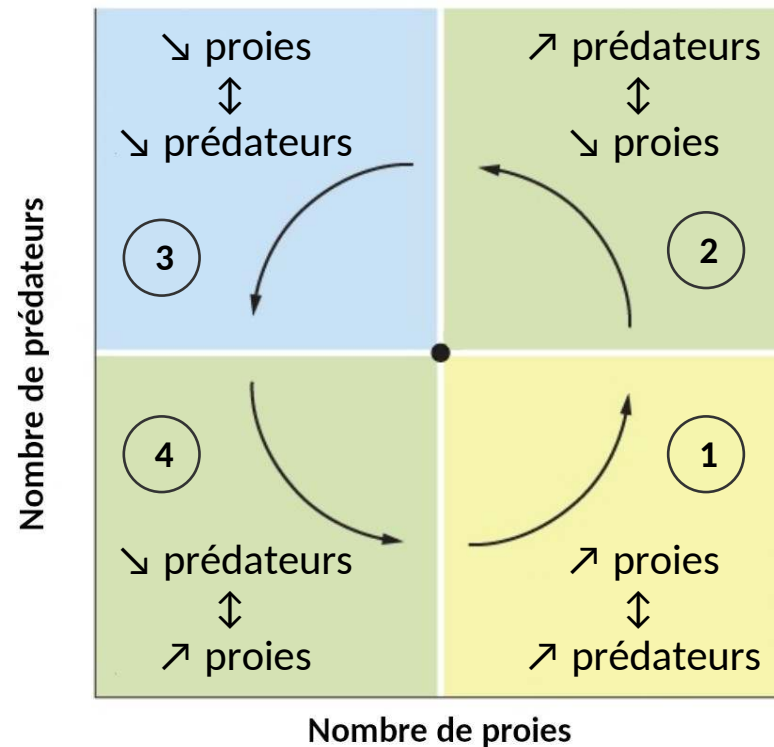 ↘ proies
↕
↘ prédateurs
3
↗ prédateurs
↕
↘ proies
2
4
↘ prédateurs
↕
↗ proies
1
↗ proies
↕
↗ prédateurs
Nombre de prédateurs
Nombre de proies